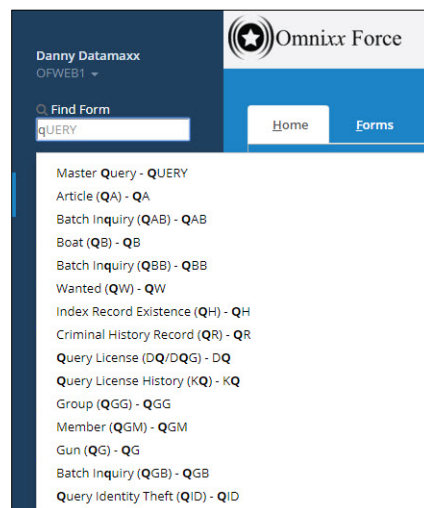 Omnixx Force
Danny Datamaxx
OFWEB1
Find Form
qUERY
Home
Forms
Master Query - QUERY
Article (QA) - QA
Batch Inquiry (QAB) - QAB
Boat (QB) - QB
Batch Inquiry (QBB) - QBB
Wanted (QW) - QW
Index Record Existence (QH) - QH
Criminal History Record (QR) - QR
Query License (DQ/DQG) - DQ
Query License History (KQ) - KQ
Group (QGG) - QGG
Member (QGM) - QGM
Gun (QG) - QG
Batch Inquiry (QGB) - QGB
Query Identity Theft (QID) - QID